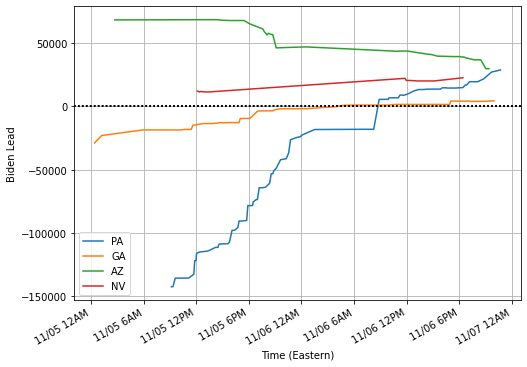 50000
0
−50000
−100000
−150000
Biden Lead
PA
GA
AZ
NV
11/05 12AM
11/05 6AM
11/05 12PM
11/05 6PM
11/06 12AM
11/06 6AM
11/06 12PM
11/06 6PM
11/07 12AM
Time (Eastern)